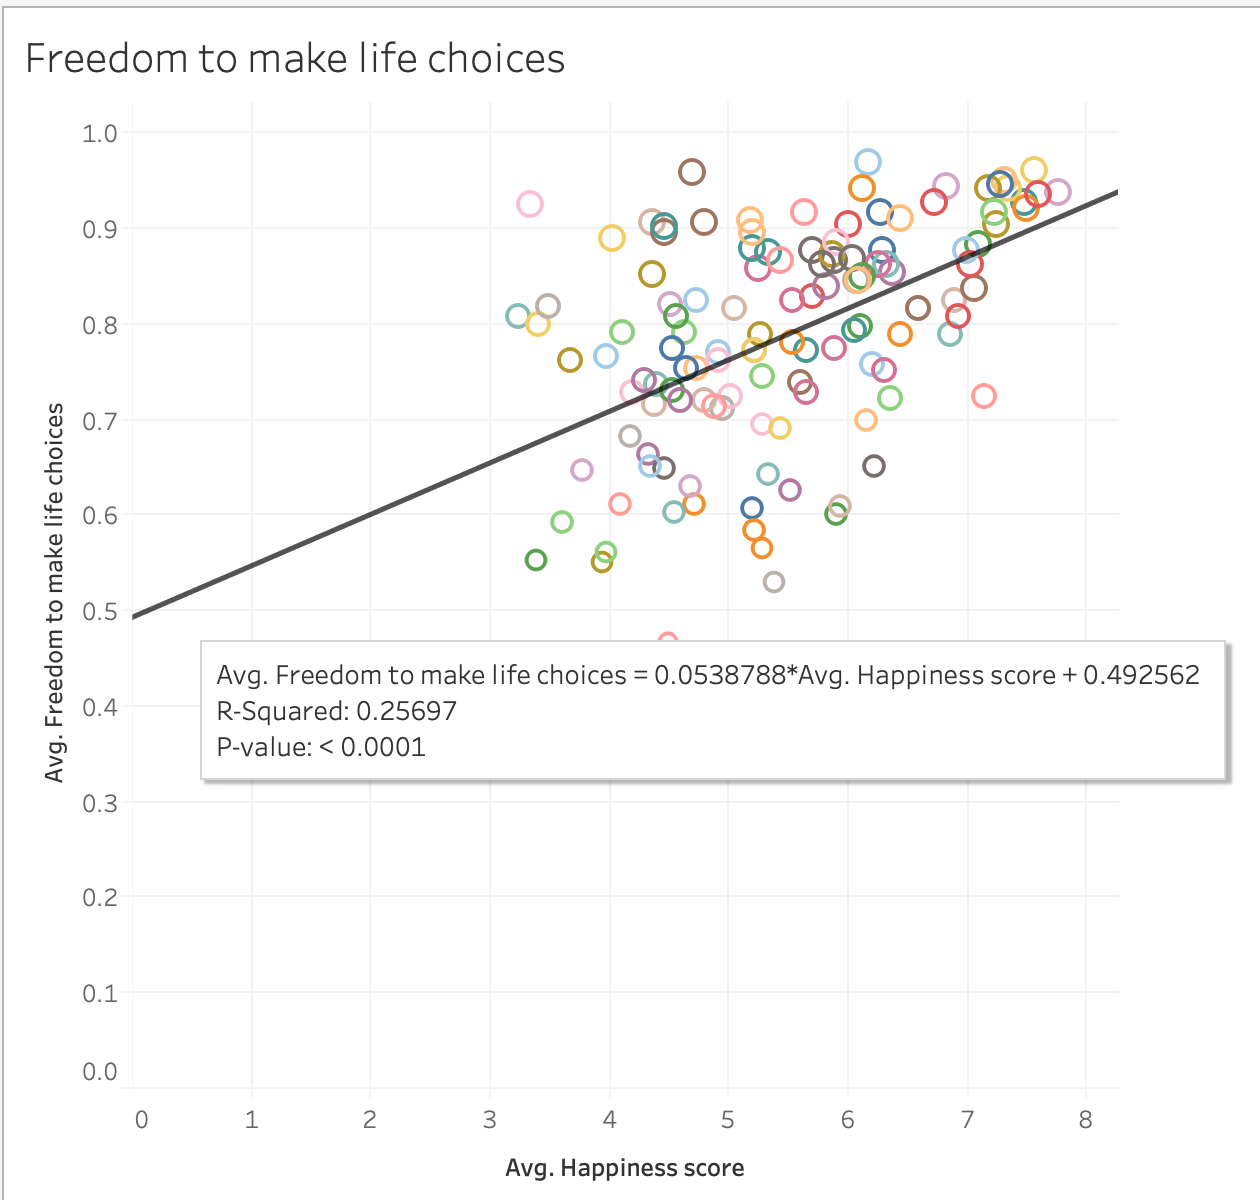 Freedom to make life choices
1.0
0.9
0.8
0.7
0.6
0.5
0.4
0.3
0.2
0.1
0.0
Avg. Freedom to make life choices
Avg. Freedom to make life choices = 0.0538788*Avg. Happiness score + 0.492562
R-Squared: 0.25697
P-value: < 0.0001
0 1 2 3 4 5 6 7 8
Avg. Happiness score